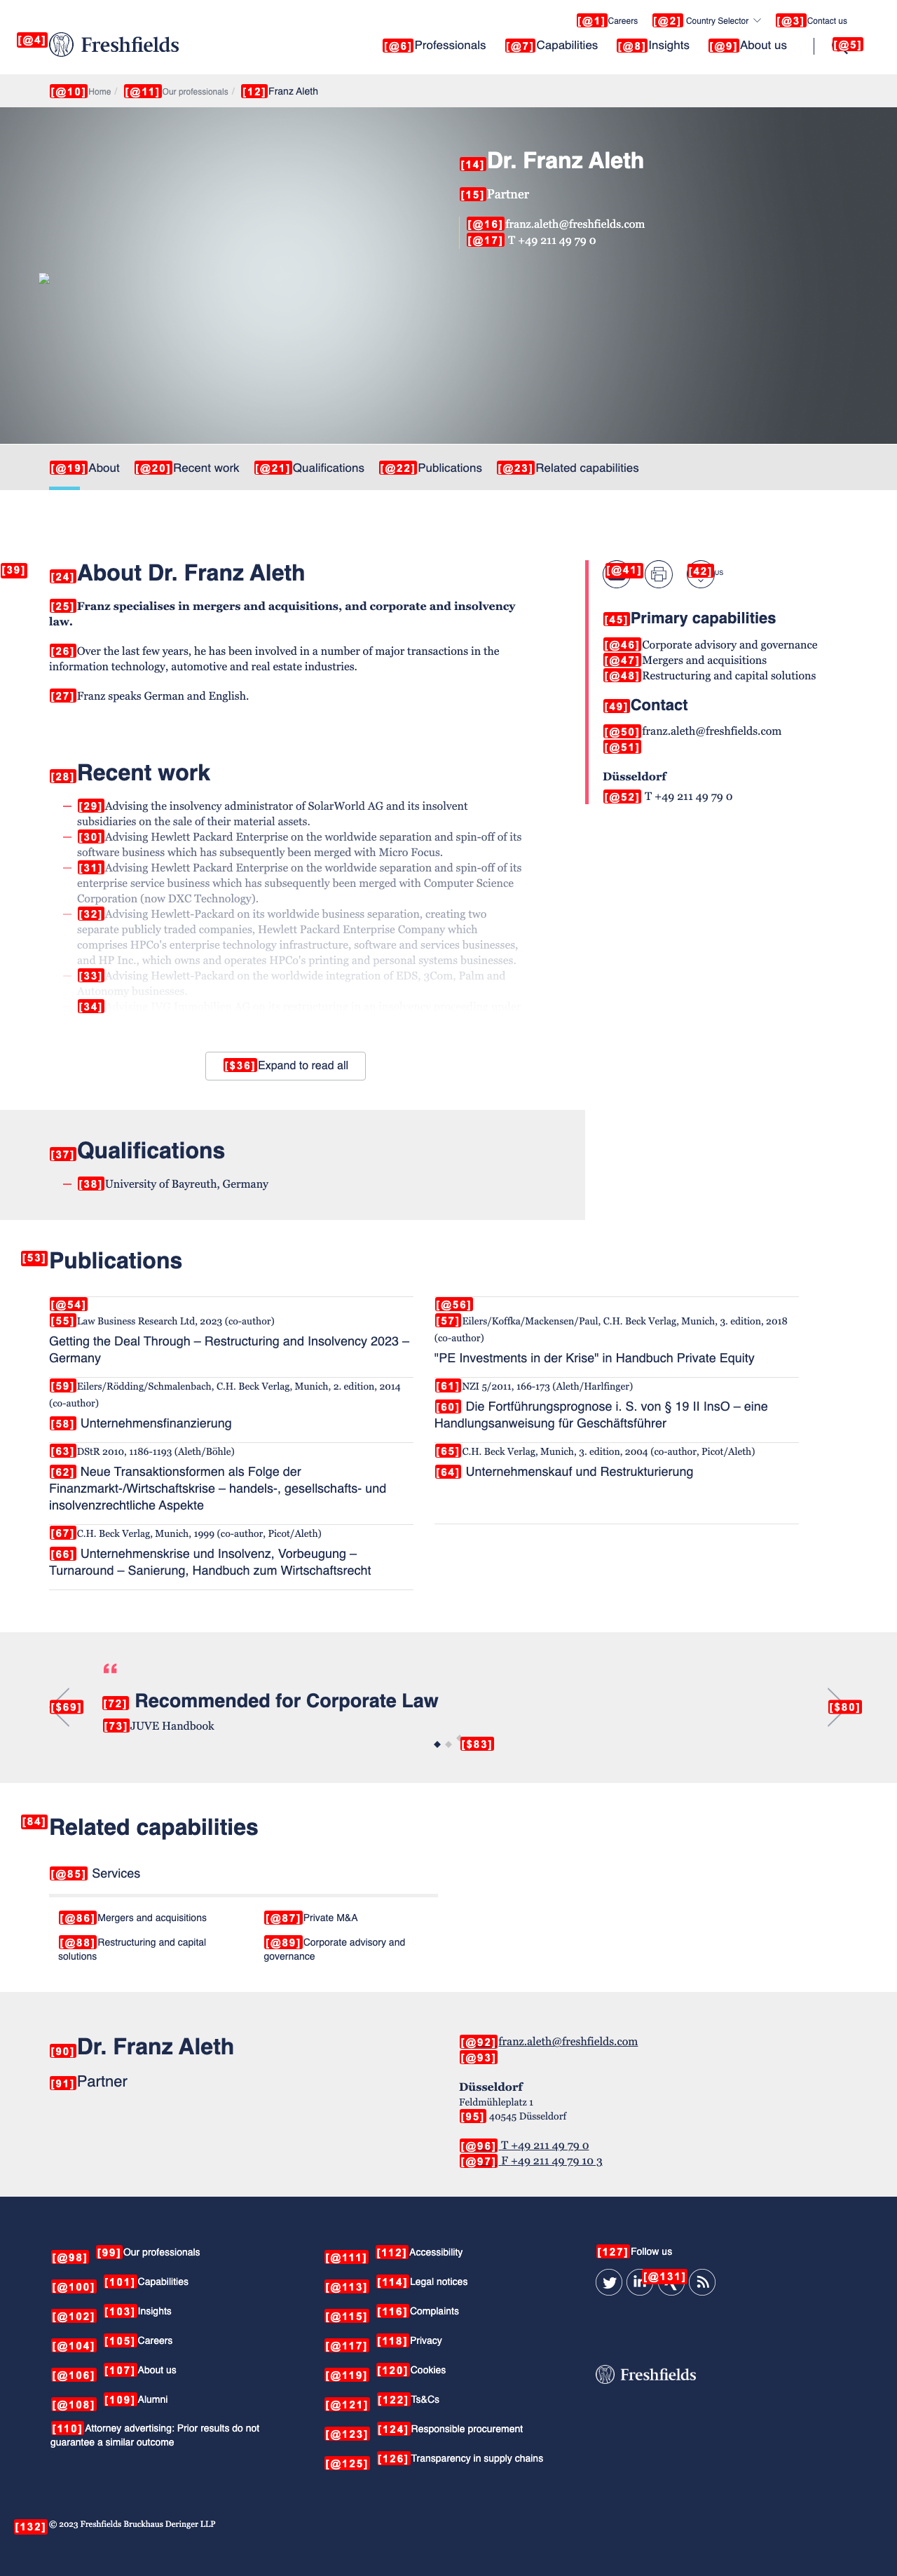 [@1] Careers [@2] Country Selector [@3] Contact us
[@4] Freshfields
[@6] Professionals [@7] Capabilities [@8] Insights [@9] About us [@5]
[@10] Home / [@11] Our professionals / [12] Franz Aleth
[14] Dr. Franz Aleth
[15] Partner
[@16] franz.aleth@freshfields.com
[@17] T +49 211 49 79 0
[@19] About [@20] Recent work [@21] Qualifications [@22] Publications [@23] Related capabilities
[39]
[24] About Dr. Franz Aleth
[25] Franz specialises in mergers and acquisitions, and corporate and insolvency
law.
[26] Over the last few years, he has been involved in a number of major transactions in the
information technology, automotive and real estate industries.
[27] Franz speaks German and English.
[28] Recent work
[29] Advising the insolvency administrator of SolarWorld AG and its insolvent
subsidiaries on the sale of their material assets.
[30] Advising Hewlett Packard Enterprise on the worldwide separation and spin-off of its
software business which has subsequently been merged with Micro Focus.
[31] Advising Hewlett Packard Enterprise on the worldwide separation and spin-off of its
enterprise service business which has subsequently been merged with Computer Science
Corporation (now DXC Technology).
[32] Advising Hewlett-Packard on its worldwide business separation, creating two
separate publicly traded companies, Hewlett Packard Enterprise Company which
comprises HPCo's enterprise technology infrastructure, software and services businesses,
and HP Inc., which owns and operates HPCo's printing and personal systems businesses.
[33] Advising Hewlett-Packard on the worldwide integration of EDS, 3Com, Palm and
Autonomy businesses.
[34]
[$36] Expand to read all
[@41] [42] us
[45] Primary capabilities
[@46] Corporate advisory and governance
[@47] Mergers and acquisitions
[@48] Restructuring and capital solutions
[49] Contact
[@50] franz.aleth@freshfields.com
[@51]
Düsseldorf
[@52] T +49 211 49 79 0
[37] Qualifications
[38] University of Bayreuth, Germany
[53] Publications
[@54]
[55] Law Business Research Ltd, 2023 (co-author)
Getting the Deal Through – Restructuring and Insolvency 2023 –
Germany
[@56]
[57] Eilers/Koffka/Mackensen/Paul, C.H. Beck Verlag, Munich, 3. edition, 2018
(co-author)
"PE Investments in der Krise" in Handbuch Private Equity
[59] Eilers/Rödding/Schmalenbach, C.H. Beck Verlag, Munich, 2. edition, 2014
(co-author)
[58] Unternehmensfinanzierung
[61] NZI 5/2011, 166-173 (Aleth/Harlfinger)
[60] Die Fortführungsprognose i. S. von § 19 II InsO – eine
Handlungsanweisung für Geschäftsführer
[63] DStR 2010, 1186-1193 (Aleth/Böhle)
[62] Neue Transaktionsformen als Folge der
Finanzmarkt-/Wirtschaftskrise – handels-, gesellschafts- und
insolvenzrechtliche Aspekte
[65] C.H. Beck Verlag, Munich, 3. edition, 2004 (co-author, Picot/Aleth)
[64] Unternehmenskauf und Restrukturierung
[67] C.H. Beck Verlag, Munich, 1999 (co-author, Picot/Aleth)
[66] Unternehmenskrise und Insolvenz, Vorbeugung –
Turnaround – Sanierung, Handbuch zum Wirtschaftsrecht
“
[$69] [72] Recommended for Corporate Law [$80]
[73] JUVE Handbook
[$83]
[84] Related capabilities
[@85] Services
[@86] Mergers and acquisitions [@87] Private M&A
[@88] Restructuring and capital
solutions
[@89] Corporate advisory and
governance
[90] Dr. Franz Aleth
[91] Partner
[@92] franz.aleth@freshfields.com
[@93]
Düsseldorf
Feldmühleplatz 1
[95] 40545 Düsseldorf
[@96] T +49 211 49 79 0
[@97] F +49 211 49 79 10 3
[@98] [99] Our professionals
[@100] [101] Capabilities
[@102] [103] Insights
[@104] [105] Careers
[@106] [107] About us
[@108] [109] Alumni
[110] Attorney advertising: Prior results do not
guarantee a similar outcome
[@111] [112] Accessibility
[@113] [114] Legal notices
[@115] [116] Complaints
[@117] [118] Privacy
[@119] [120] Cookies
[@121] [122] Ts&Cs
[@123] [124] Responsible procurement
[@125] [126] Transparency in supply chains
[127] Follow us
in [@131]
Freshfields
[132] © 2023 Freshfields Bruckhaus Deringer LLP